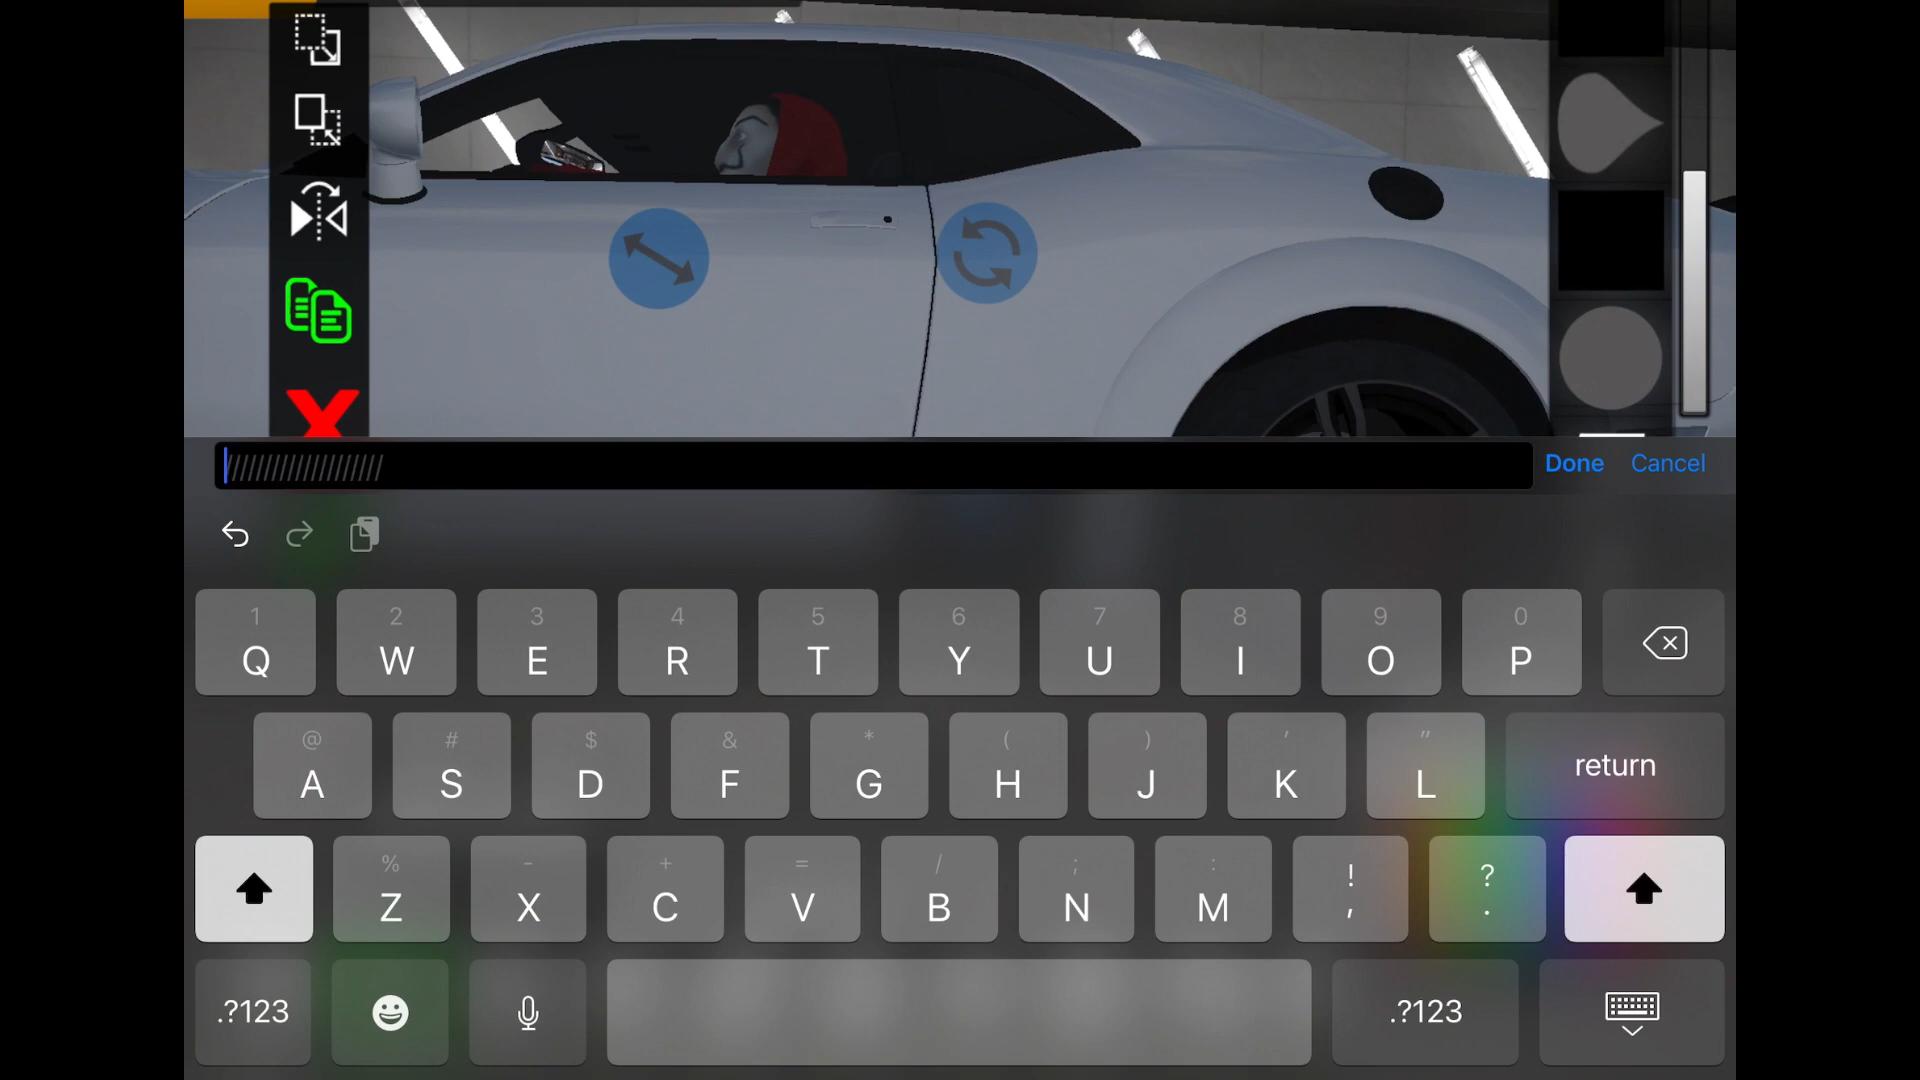 ////////////////////
Done Cancel
1 2 3 4 5 6 7 8 9 0
Q W E R T Y U I O P
@ # $ & * ( ) ' "
A S D F G H J K L return
% - + = / ; : ! ?
Z X C V B N M , .
.?123 .?123